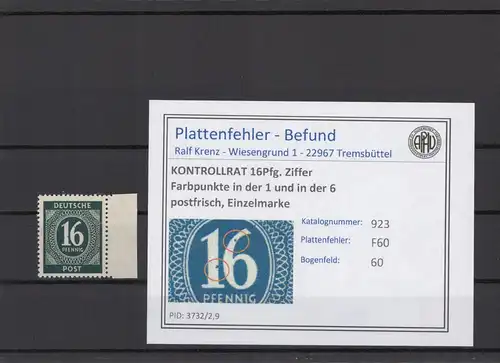 Plattenfehler - Befund
Ralf Krenz - Wiesengrund 1 - 22967 Tremsbüttel
KONTROLLRAT 16Pfg. Ziffer
Farbpunkte in der 1 und in der 6
postfrisch, Einzelmarke
Katalognummer: 923
Plattenfehler: F60
Bogenfeld: 60
16
PFENNIG
PID: 3732/2,9
DEUTSCHE
16
PFENNIG
POST